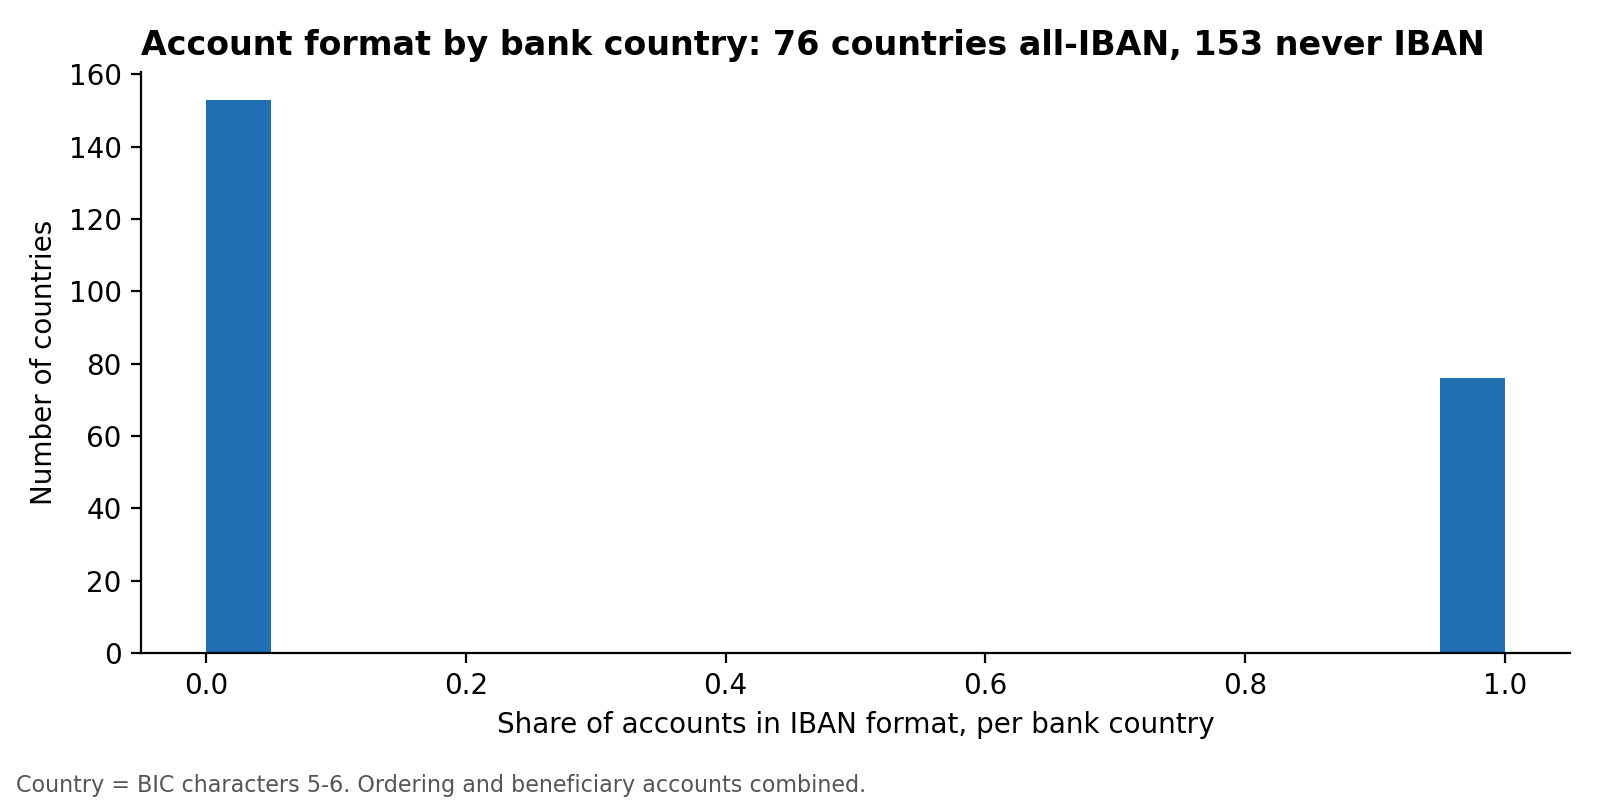 Account format by bank country: 76 countries all-IBAN, 153 never IBAN
160
140
120
100
80
60
40
20
0
Number of countries
0.0 0.2 0.4 0.6 0.8 1.0
Share of accounts in IBAN format, per bank country
Country = BIC characters 5-6. Ordering and beneficiary accounts combined.